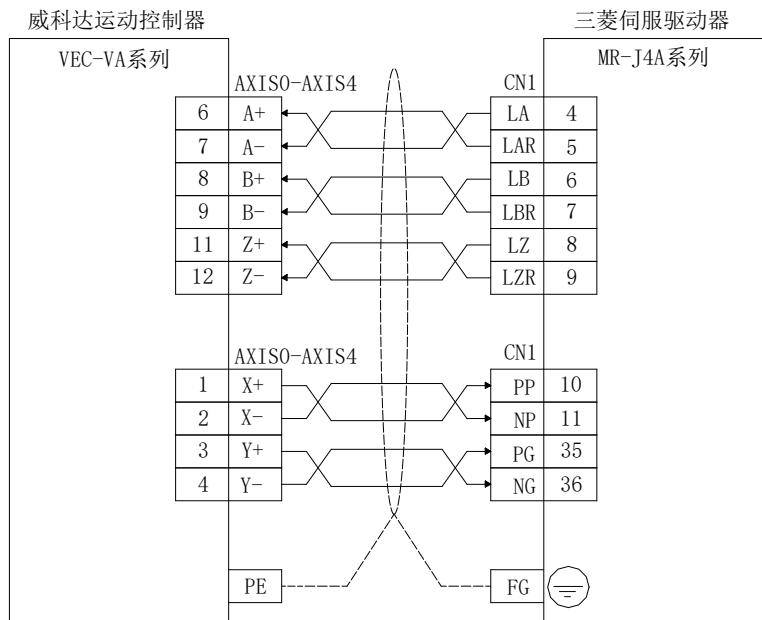 威科达运动控制器 三菱伺服驱动器
VEC-VA系列 MR-J4A系列
AXIS0-AXIS4 CN1
6 A+ LA 4
7 A- LAR 5
8 B+ LB 6
9 B- LBR 7
11 Z+ LZ 8
12 Z- LZR 9
AXIS0-AXIS4 CN1
1 X+ PP 10
2 X- NP 11
3 Y+ PG 35
4 Y- NG 36
PE FG